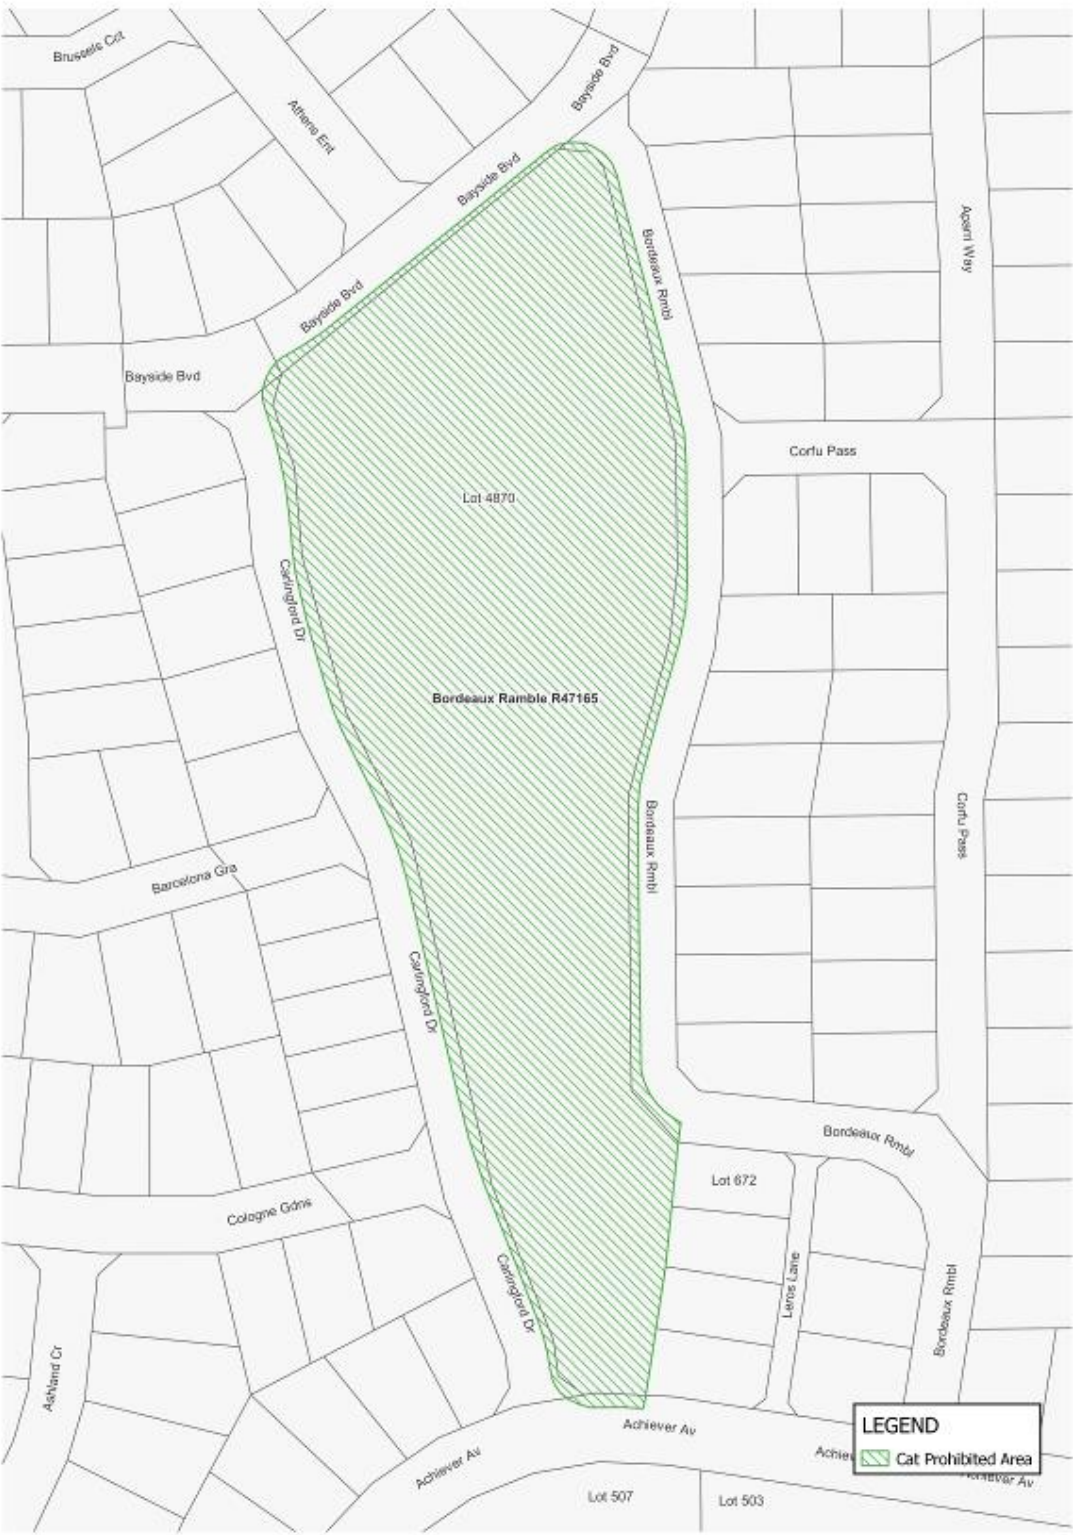 Brussels Cct
Bayside Bvd
Athens Ent
Bayside Bvd
Aparri Way
Bordeaux Rmbl
Bayside Bvd
Bayside Bvd
Corfu Pass
Lot 4870
Carlingford Dr
Bordeaux Ramble R47165
Corfu Pass
Bordeaux Rmbl
Barcelona Gra
Carlingford Dr
Bordeaux Rmbl
Lot 672
Cologne Gdns
Leros Lane
Carlingford Dr
Bordeaux Rmbl
Ashland Cr
Achiever Av
LEGEND
Cat Prohibited Area
Achiever Av
Achiever Av
Lot 507
Lot 503